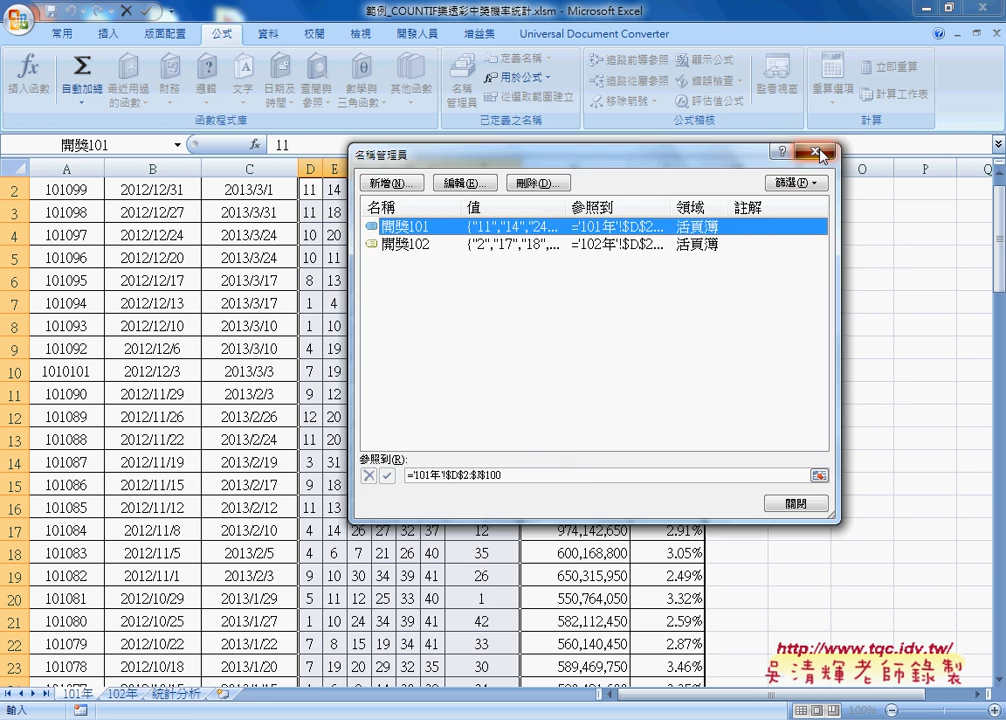 範例_COUNTIF樂透彩中獎機率統計.xlsm - Microsoft Excel
常用 插入 版面配置 公式 資料 校閱 檢視 開發人員 增益集 Universal Document Converter
插入函數 自動加總 最近用過的函數 財務 邏輯 文字 日期及時間 查閱與參照 數學與三角函數 其他函數
函數程式庫
名稱管理員 定義名稱 用於公式 從選取範圍建立
已定義之名稱
追蹤前導參照 追蹤從屬參照 移除箭號 顯示公式 錯誤檢查 評估值公式 監看視窗
公式稽核
重算選項 立即重算 計算工作表
計算
開獎101 fx 11
A B C D E O P Q
2 101099 2012/12/31 2013/3/1 11 14
3 101098 2012/12/27 2013/3/31 11 18
4 101097 2012/12/24 2013/3/24 10 20
5 101096 2012/12/20 2013/3/24 10 11
6 101095 2012/12/17 2013/3/17 8 13
7 101094 2012/12/13 2013/3/17 1 4
8 101093 2012/12/10 2013/3/10 1 10
9 101092 2012/12/6 2013/3/10 4 19
10 1010101 2012/12/3 2013/3/3 7 19
11 101090 2012/11/29 2013/2/3 9 12
12 101089 2012/11/26 2013/2/26 12 20
13 101088 2012/11/22 2013/2/24 11 20
14 101087 2012/11/19 2013/2/19 3 31
15 101086 2012/11/15 2013/2/17 9 18
16 101085 2012/11/12 2013/2/12 11 13
17 101084 2012/11/8 2013/2/10 4 14 26 27 32 37 12 974,142,650 2.91%
18 101083 2012/11/5 2013/2/5 4 6 7 21 26 40 35 600,168,800 3.05%
19 101082 2012/11/1 2013/2/3 9 10 30 34 39 41 26 650,315,950 2.49%
20 101081 2012/10/29 2013/1/29 5 11 12 25 33 40 1 550,764,050 3.32%
21 101080 2012/10/25 2013/1/27 1 10 24 34 39 41 42 582,112,450 2.59%
22 101079 2012/10/22 2013/1/22 7 8 15 19 34 41 33 560,140,450 2.87%
23 101078 2012/10/18 2013/1/20 7 19 20 29 32 35 30 589,469,750 3.46%
名稱管理員
新增(N)... 編輯(E)... 刪除(D)... 篩選(F)
名稱 值 參照到 領域 註解
開獎101 {"11","14","24... ='101年'!$D$2... 活頁簿
開獎102 {"2","17","18",... ='102年'!$D$2... 活頁簿
參照到(R):
='101年'!$D$2:$J$100
關閉
http://www.tqc.idv.tw/
吳清輝老師錄製
101年 102年 統計分析
輸入 100%